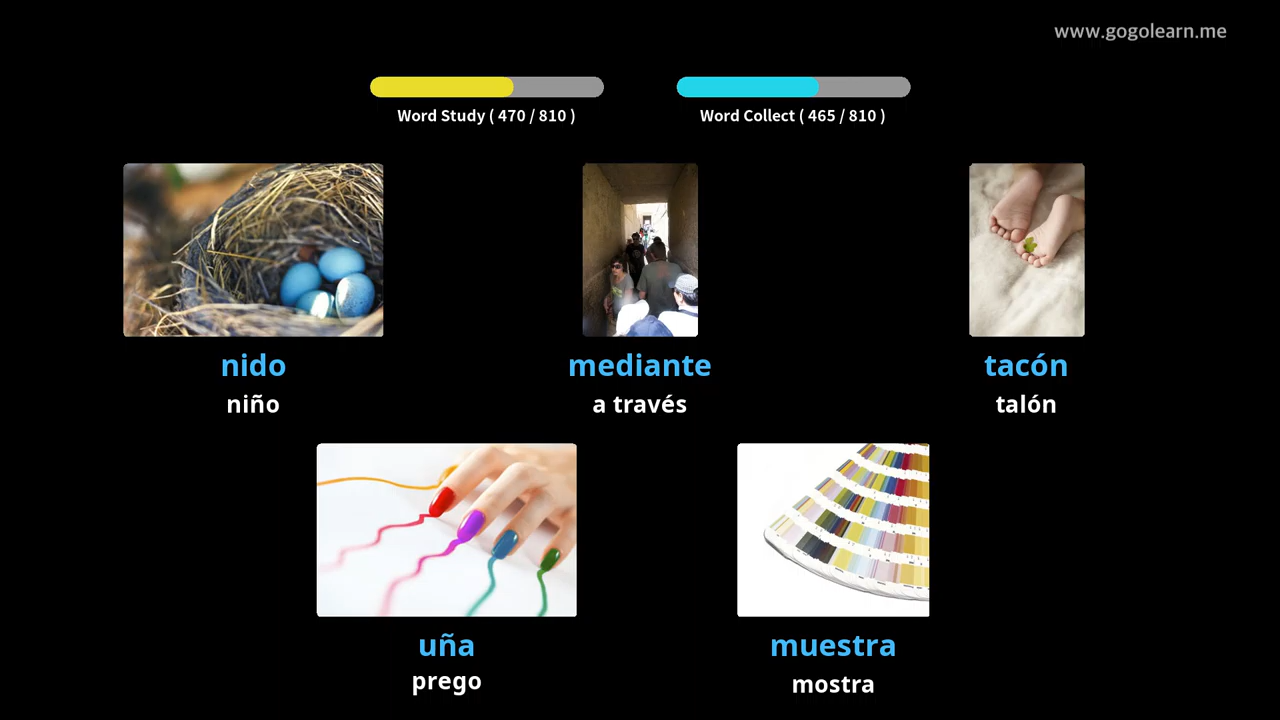 www.gogolearn.me
Word Study ( 470 / 810 )
Word Collect ( 465 / 810 )
nido
niño
mediante
a través
tacón
talón
uña
prego
muestra
mostra